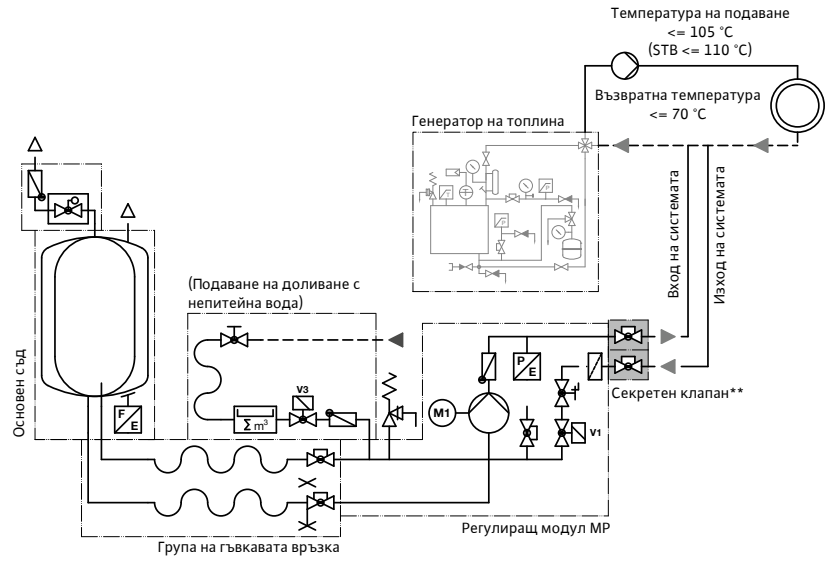 Температура на подаване
<= 105 °C
(STB <= 110 °C)
Възвратна температура
<= 70 °C
Генератор на топлина
Вход на системата
Изход на системата
(Подаване на доливане с
непитейна вода)
Основен съд
V3
∑ m³
F
E
M1
P
E
V1
Секретен клапан**
Регулиращ модул MP
Група на гъвкавата връзка